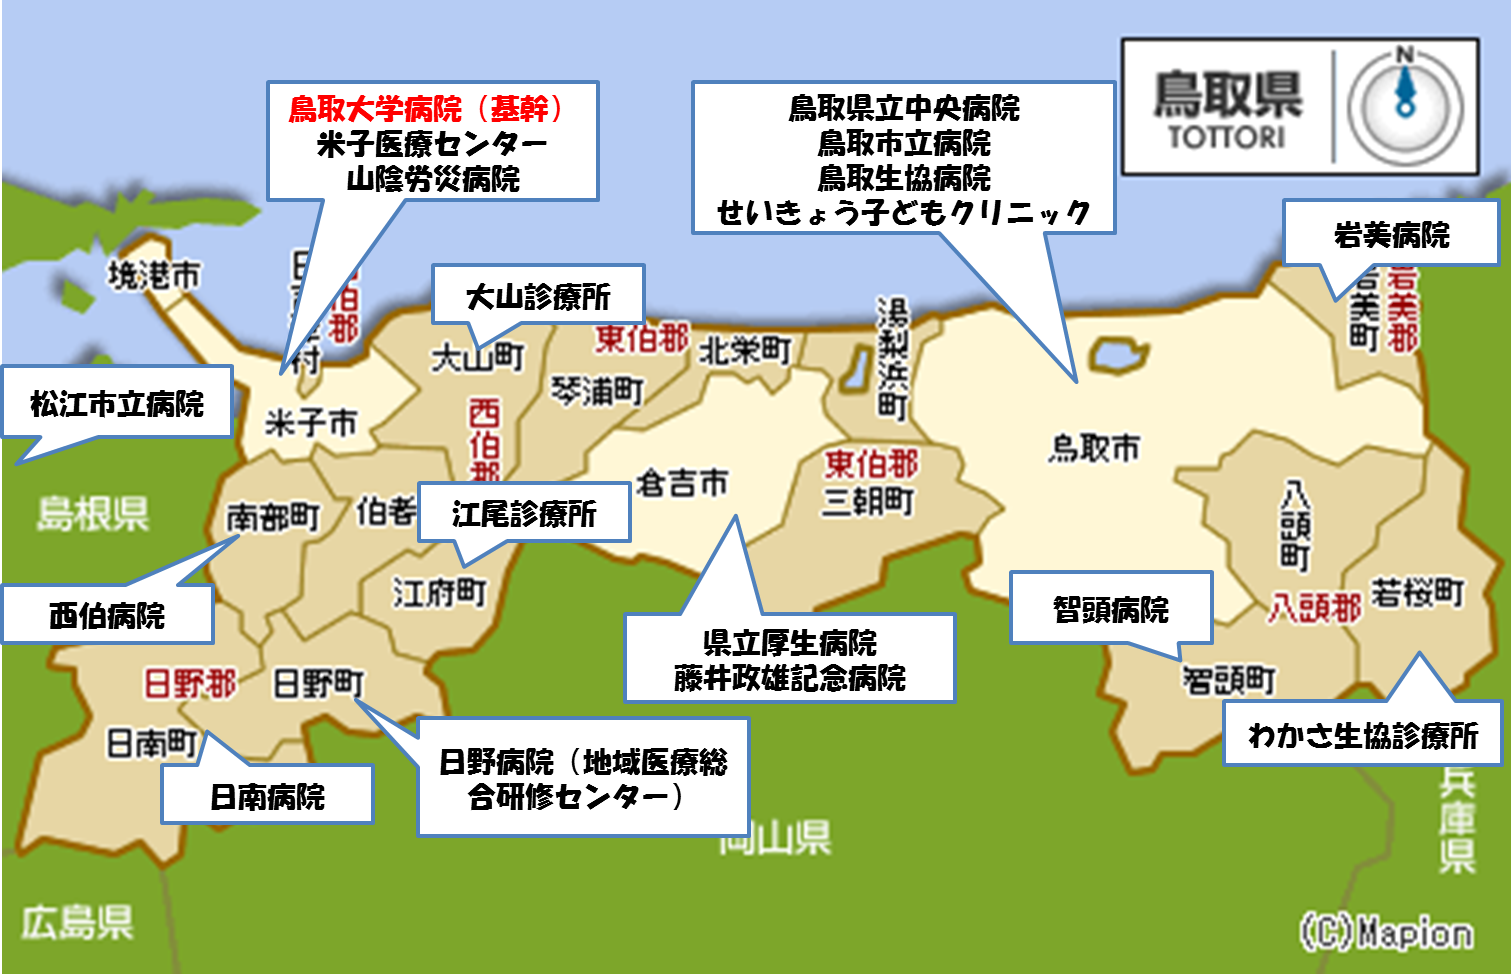 鳥取県
TOTTORI
N
鳥取大学病院（基幹）
米子医療センター
山陰労災病院
鳥取県立中央病院
鳥取市立病院
鳥取生協病院
せいきょう子どもクリニック
岩美病院
境港市
大山診療所
大山町
東伯郡
北栄町
湯梨浜町
岩美町
岩美郡
琴浦町
松江市立病院
米子市
西伯郡
鳥取市
島根県
南部町
伯耆
江尾診療所
倉吉市
東伯郡
三朝町
八頭町
江府町
西伯病院
智頭病院
八頭郡
若桜町
県立厚生病院
藤井政雄記念病院
日野郡
日野町
智頭町
日南町
わかさ生協診療所
日野病院（地域医療総
合研修センター）
日南病院
岡山県
兵庫県
広島県
(C)Mapion